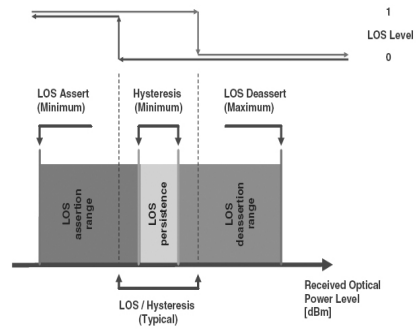 1
LOS Level
0
LOS Assert
(Minimum)
Hysteresis
(Minimum)
LOS Deassert
(Maximum)
LOS
assertion
range
LOS
persistence
LOS
deassertion
range
Received Optical
Power Level
[dBm]
LOS / Hysteresis
(Typical)